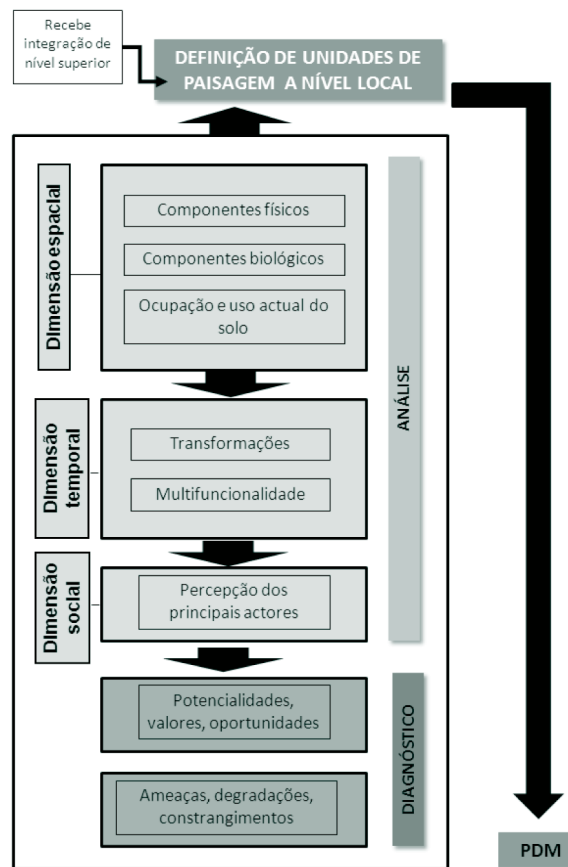 Recebe
integração de
nível superior
DEFINIÇÃO DE UNIDADES DE
PAISAGEM A NÍVEL LOCAL
DImensão espacial
Componentes físicos
Componentes biológicos
Ocupação e uso actual do
solo
ANÁLISE
DImensão
temporal
Transformações
Multifuncionalidade
DImensão
social
Percepção dos
principais actores
Potencialidades,
valores, oportunidades
DIAGNÓSTICO
Ameaças, degradações,
constrangimentos
PDM